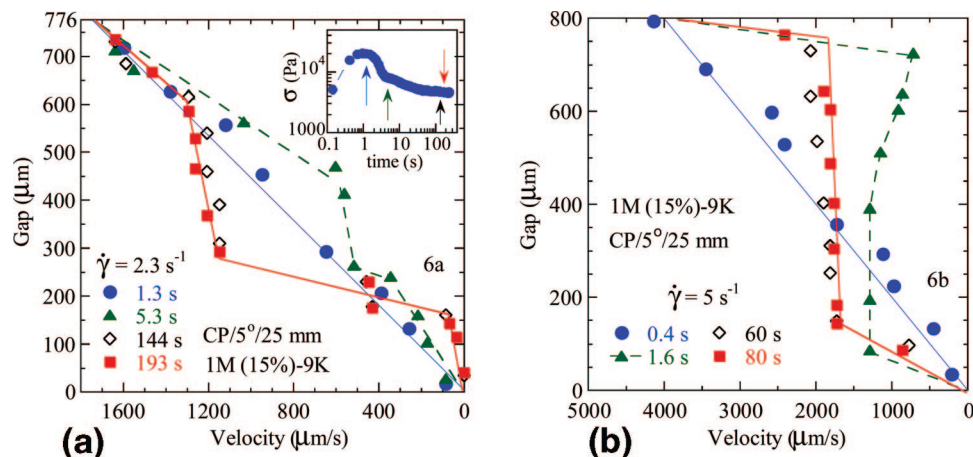 776
700
600
500
400
300
200
100
0
Gap (μm)
1600
1200
800
400
0
Velocity (μm/s)
σ (Pa)
10⁴
1000
0.1
1
10
100
time (s)
γ̇ = 2.3 s⁻¹
1.3 s
5.3 s
144 s
193 s
CP/5°/25 mm
1M (15%)-9K
6a
(a)
800
600
400
200
0
Gap (μm)
5000
4000
3000
2000
1000
0
Velocity (μm/s)
1M (15%)-9K
CP/5°/25 mm
6b
γ̇ = 5 s⁻¹
0.4 s
1.6 s
60 s
80 s
(b)